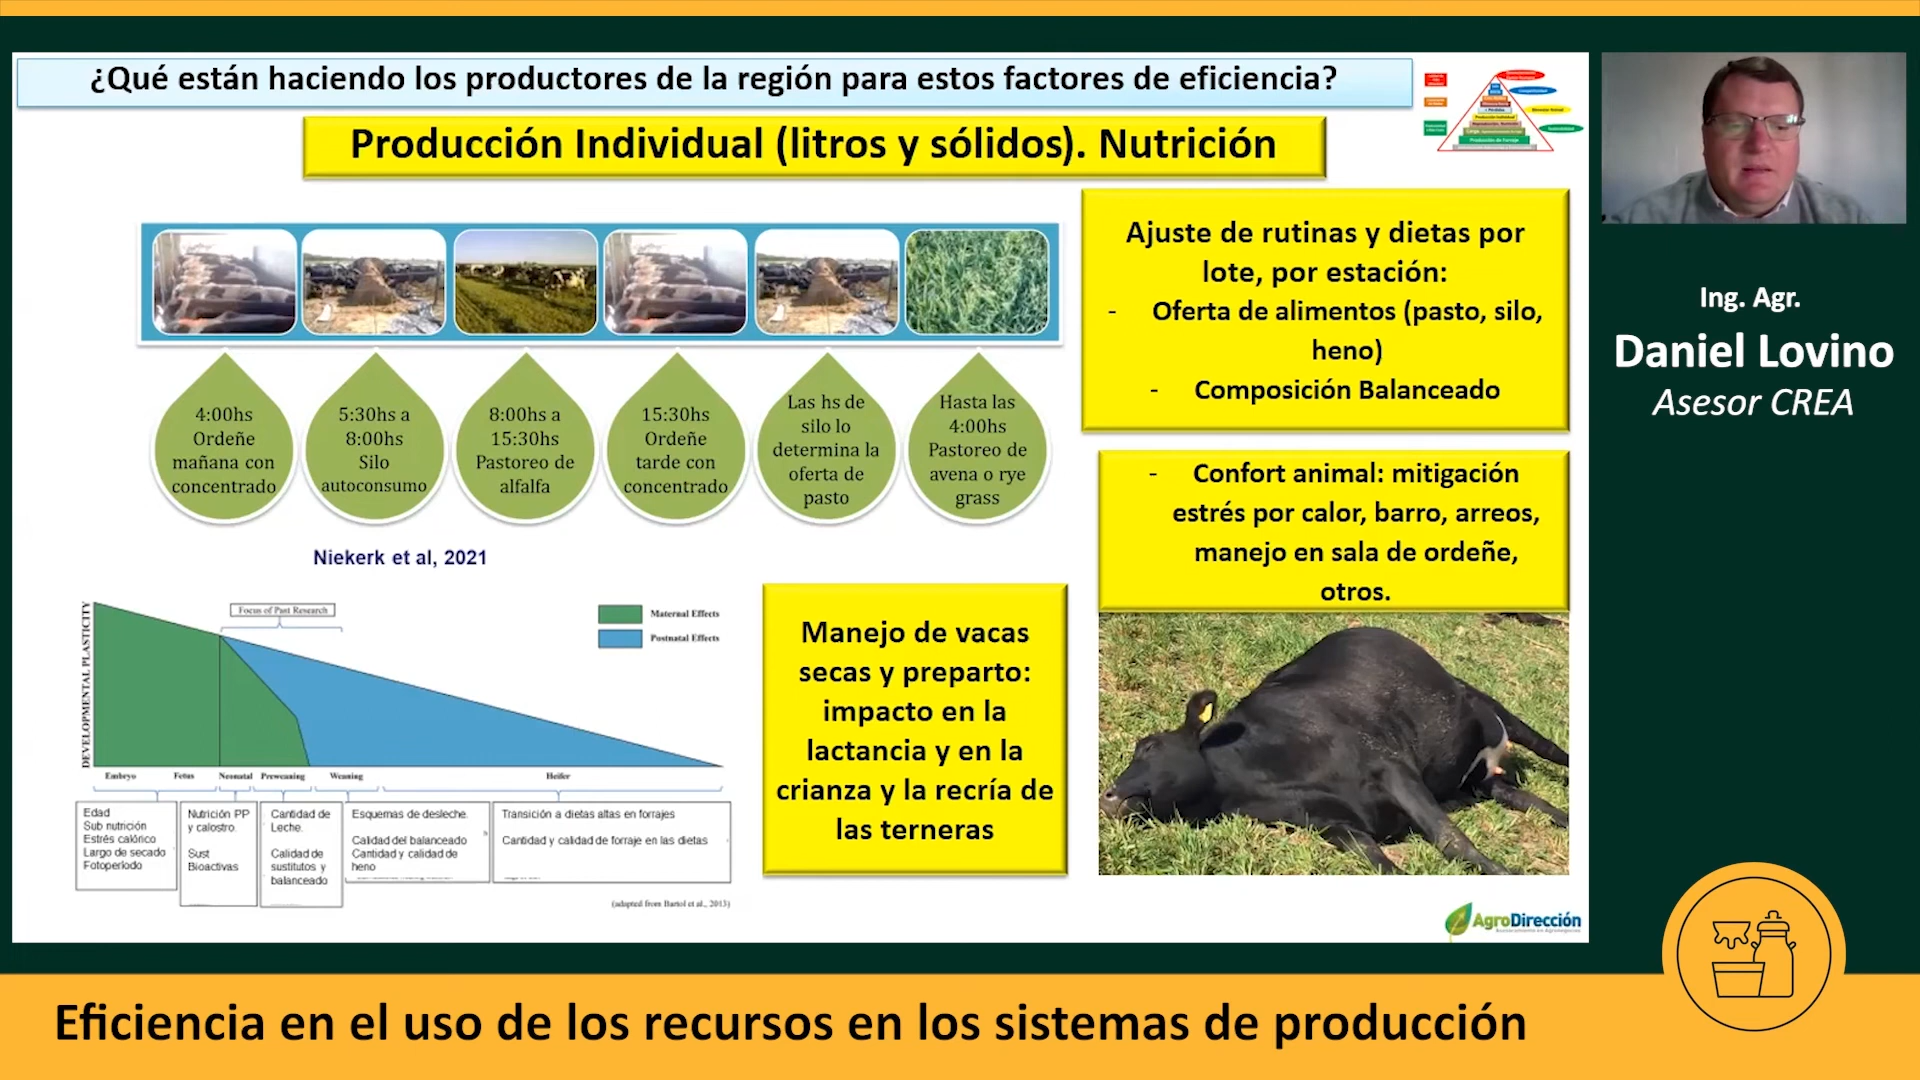 ¿Qué están haciendo los productores de la región para estos factores de eficiencia?
Producción Individual (litros y sólidos). Nutrición
4:00hs
Ordeñe
mañana con
concentrado
5:30hs a
8:00hs
Silo
autoconsumo
8:00hs a
15:30hs
Pastoreo de
alfalfa
15:30hs
Ordeñe
tarde con
concentrado
Las hs de
silo lo
determina la
oferta de
pasto
Hasta las
4:00hs
Pastoreo de
avena o rye
grass
Ajuste de rutinas y dietas por
lote, por estación:
- Oferta de alimentos (pasto, silo,
heno)
- Composición Balanceado
- Confort animal: mitigación
estrés por calor, barro, arreos,
manejo en sala de ordeñe,
otros.
Niekerk et al, 2021
Focus of Past Research
Maternal Effects
Postnatal Effects
DEVELOPMENTAL PLASTICITY
Embryo Fetus Neonatal Preweaning Weaning Heifer
Edad
Sub nutrición
Estrés calórico
Largo de secado
Fotoperíodo
Nutrición PP
y calostro.
Sust
Bioactivas
Cantidad de
Leche.
Calidad de
sustitutos y
balanceado
Esquemas de desleche.
Calidad del balanceado
Cantidad y calidad de
heno
Transición a dietas altas en forrajes
Cantidad y calidad de forraje en las dietas
(adapted from Bartol et al., 2013)
Manejo de vacas
secas y preparto:
impacto en la
lactancia y en la
crianza y la recría de
las terneras
AgroDirección
Ing. Agr.
Daniel Lovino
Asesor CREA
Eficiencia en el uso de los recursos en los sistemas de producción